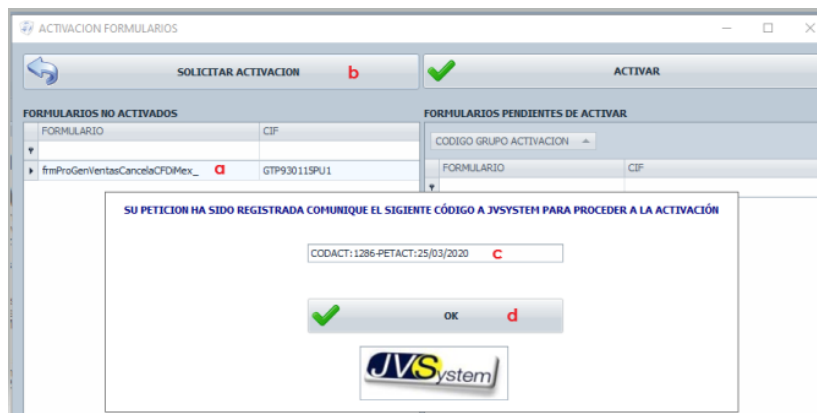 ACTIVACION FORMULARIOS
SOLICITAR ACTIVACION b
ACTIVAR
FORMULARIOS NO ACTIVADOS
FORMULARIOS PENDIENTES DE ACTIVAR
FORMULARIO CIF
CODIGO GRUPO ACTIVACION
frmProGenVentasCancelaCFDiMex_ a GTP930115PU1
FORMULARIO CIF
SU PETICION HA SIDO REGISTRADA COMUNIQUE EL SIGIENTE CÓDIGO A JVSYSTEM PARA PROCEDER A LA ACTIVACIÓN
CODACT:1286-PETACT:25/03/2020 c
OK d
JVSystem